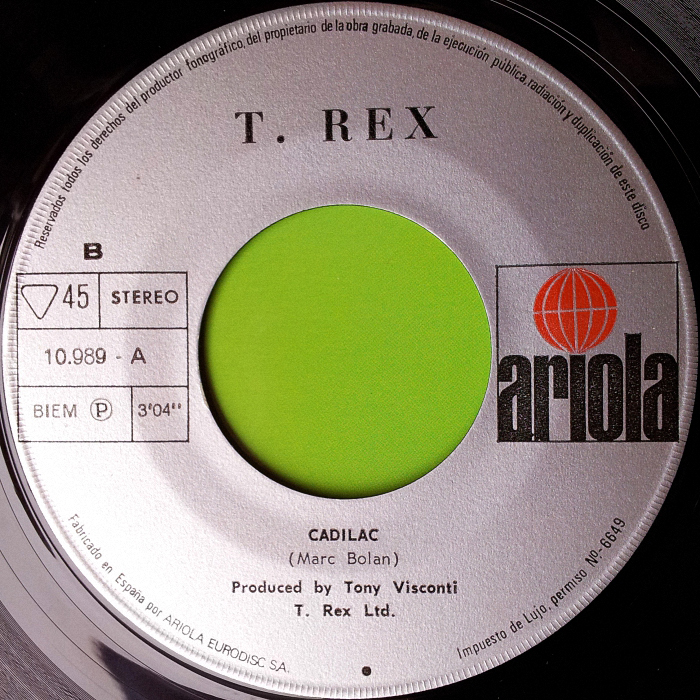 Reservados todos los derechos del productor fonográfico, del propietario de la obra grabada, de la ejecución pública, radiación y duplicación de este disco
T. REX
B
45 STEREO
10.989 - A
BIEM Ⓟ 3'04''
ariola
CADILAC
(Marc Bolan)
Produced by Tony Visconti
T. Rex Ltd.
Fabricado en España por ARIOLA EURODISC S.A.
Impuesto de Lujo, permiso Nº-6649